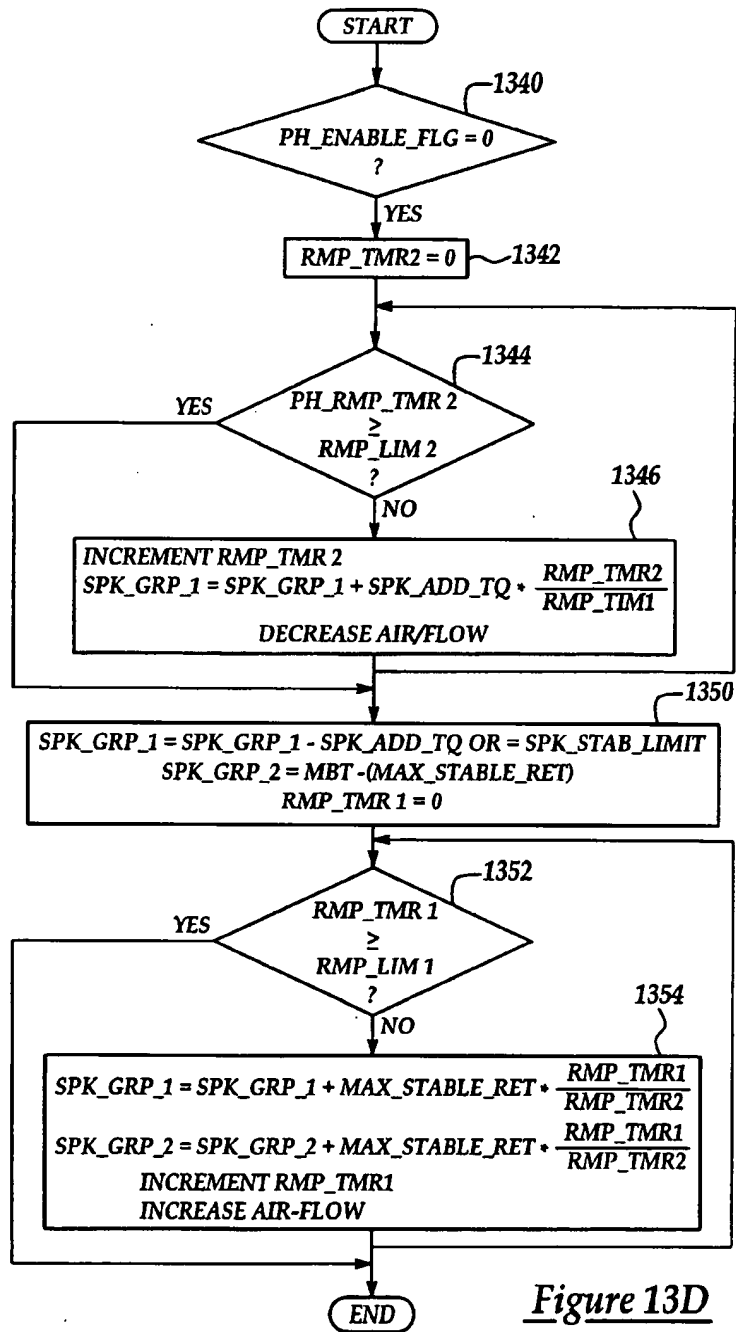 START
1340
PH_ENABLE_FLG = 0
?
YES
RMP_TMR2 = 0
1342
1344
YES
PH_RMP_TMR 2
≥
RMP_LIM 2
?
NO
1346
INCREMENT RMP_TMR 2
SPK_GRP_1 = SPK_GRP_1 + SPK_ADD_TQ * RMP_TMR2 / RMP_TIM1
DECREASE AIR/FLOW
1350
SPK_GRP_1 = SPK_GRP_1 - SPK_ADD_TQ OR = SPK_STAB_LIMIT
SPK_GRP_2 = MBT -(MAX_STABLE_RET)
RMP_TMR 1 = 0
1352
YES
RMP_TMR 1
≥
RMP_LIM 1
?
NO
1354
SPK_GRP_1 = SPK_GRP_1 + MAX_STABLE_RET * RMP_TMR1 / RMP_TMR2
SPK_GRP_2 = SPK_GRP_2 + MAX_STABLE_RET * RMP_TMR1 / RMP_TMR2
INCREMENT RMP_TMR1
INCREASE AIR-FLOW
END
Figure 13D